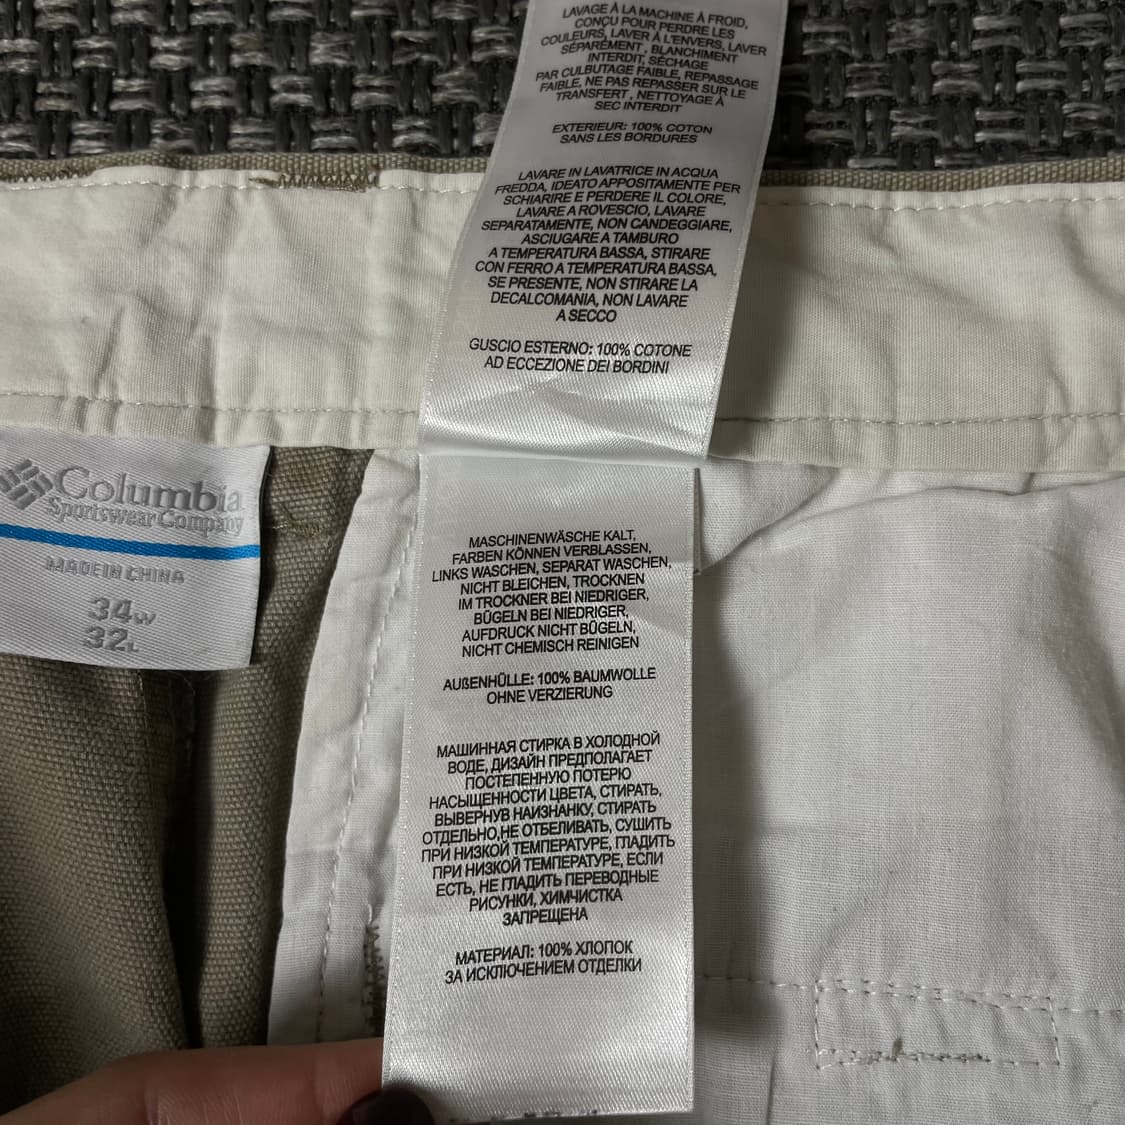 LAVAGE À LA MACHINE À FROID,
CONÇU POUR PERDRE LES
COULEURS, LAVER À L'ENVERS, LAVER
SÉPARÉMENT, BLANCHIMENT
INTERDIT, SÉCHAGE
PAR CULBUTAGE FAIBLE, REPASSAGE
FAIBLE, NE PAS REPASSER SUR LE
TRANSFERT, NETTOYAGE À
SEC INTERDIT
EXTERIEUR: 100% COTON
SANS LES BORDURES
LAVARE IN LAVATRICE IN ACQUA
FREDDA, IDEATO APPOSITAMENTE PER
SCHIARIRE E PERDERE IL COLORE,
LAVARE A ROVESCIO, LAVARE
SEPARATAMENTE, NON CANDEGGIARE,
ASCIUGARE A TAMBURO
A TEMPERATURA BASSA, STIRARE
CON FERRO A TEMPERATURA BASSA,
SE PRESENTE, NON STIRARE LA
DECALCOMANIA, NON LAVARE
A SECCO
GUSCIO ESTERNO: 100% COTONE
AD ECCEZIONE DEI BORDINI
Columbia
Sportswear Company
MADE IN CHINA
34W
32L
MASCHINENWÄSCHE KALT,
FARBEN KÖNNEN VERBLASSEN,
LINKS WASCHEN, SEPARAT WASCHEN,
NICHT BLEICHEN, TROCKNEN
IM TROCKNER BEI NIEDRIGER,
BÜGELN BEI NIEDRIGER,
AUFDRUCK NICHT BÜGELN,
NICHT CHEMISCH REINIGEN
AUßENHÜLLE: 100% BAUMWOLLE
OHNE VERZIERUNG
МАШИННАЯ СТИРКА В ХОЛОДНОЙ
ВОДЕ, ДИЗАЙН ПРЕДПОЛАГАЕТ
ПОСТЕПЕННУЮ ПОТЕРЮ
НАСЫЩЕННОСТИ ЦВЕТА, СТИРАТЬ,
ВЫВЕРНУВ НАИЗНАНКУ, СТИРАТЬ
ОТДЕЛЬНО,НЕ ОТБЕЛИВАТЬ, СУШИТЬ
ПРИ НИЗКОЙ ТЕМПЕРАТУРЕ, ГЛАДИТЬ
ПРИ НИЗКОЙ ТЕМПЕРАТУРЕ, ЕСЛИ
ЕСТЬ, НЕ ГЛАДИТЬ ПЕРЕВОДНЫЕ
РИСУНКИ, ХИМЧИСТКА
ЗАПРЕЩЕНА
МАТЕРИАЛ: 100% ХЛОПОК
ЗА ИСКЛЮЧЕНИЕМ ОТДЕЛКИ